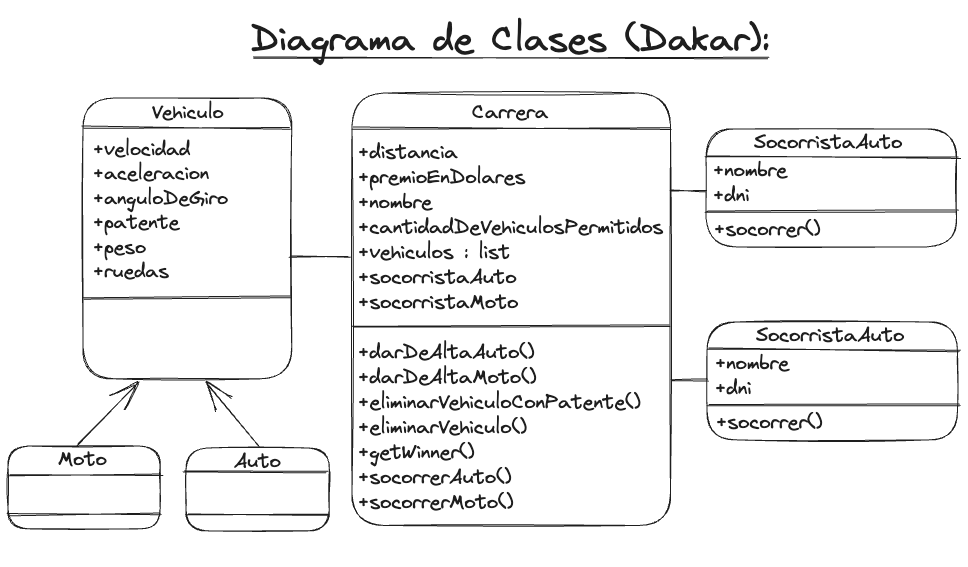 Diagrama de Clases (Dakar):
Vehiculo
+velocidad
+aceleracion
+anguloDeGiro
+patente
+peso
+ruedas
Moto
Auto
Carrera
+distancia
+premioEnDolares
+nombre
+cantidadDeVehiculosPermitidos
+vehiculos : list
+socorristaAuto
+socorristaMoto
+darDeAltaAuto()
+darDeAltaMoto()
+eliminarVehiculoConPatente()
+eliminarVehiculo()
+getWinner()
+socorrerAuto()
+socorrerMoto()
SocorristaAuto
+nombre
+dni
+socorrer()
SocorristaAuto
+nombre
+dni
+socorrer()